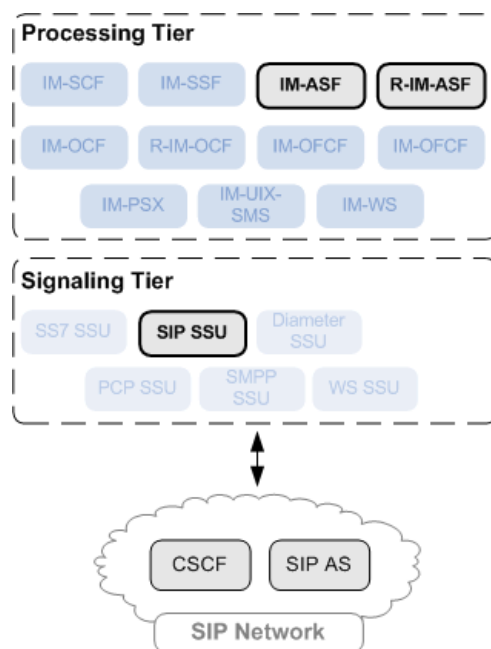 Processing Tier
IM-SCF
IM-SSF
IM-ASF
R-IM-ASF
IM-OCF
R-IM-OCF
IM-OFCF
IM-OFCF
IM-PSX
IM-UIX-
SMS
IM-WS
Signaling Tier
SS7 SSU
SIP SSU
Diameter
SSU
PCP SSU
SMPP
SSU
WS SSU
CSCF
SIP AS
SIP Network